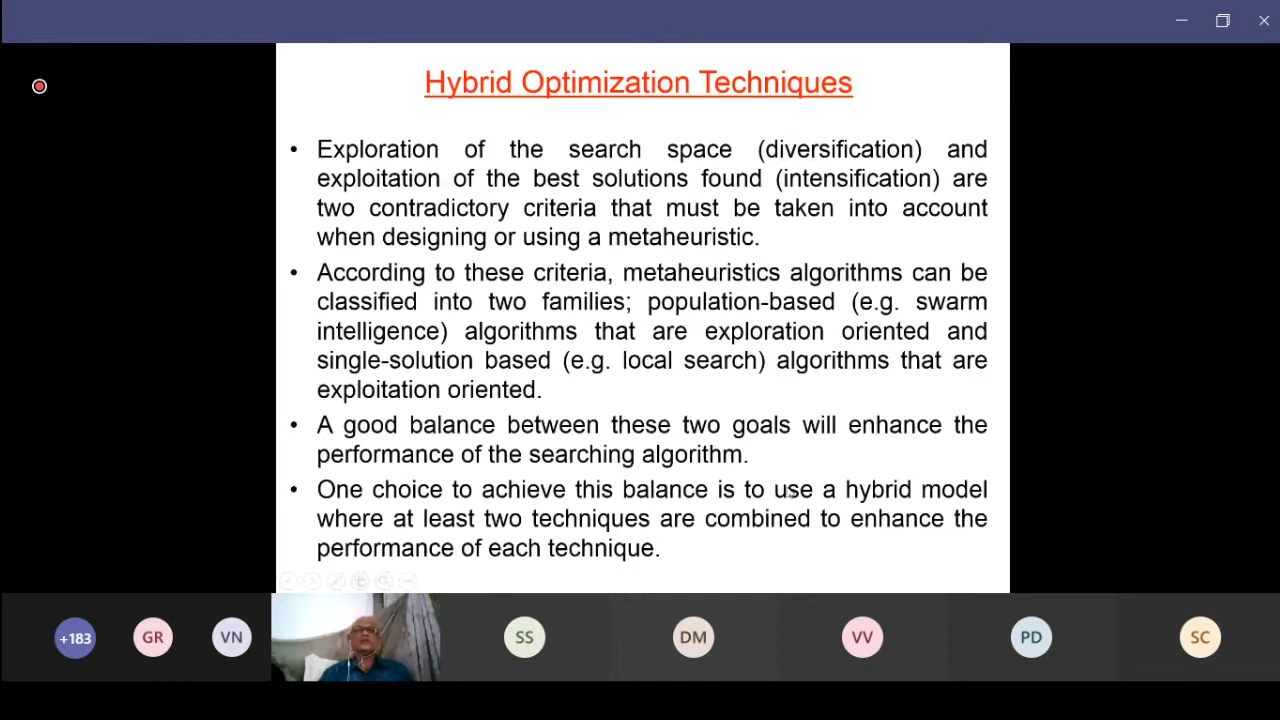 Hybrid Optimization Techniques
• Exploration of the search space (diversification) and
exploitation of the best solutions found (intensification) are
two contradictory criteria that must be taken into account
when designing or using a metaheuristic.
• According to these criteria, metaheuristics algorithms can be
classified into two families; population-based (e.g. swarm
intelligence) algorithms that are exploration oriented and
single-solution based (e.g. local search) algorithms that are
exploitation oriented.
• A good balance between these two goals will enhance the
performance of the searching algorithm.
• One choice to achieve this balance is to use a hybrid model
where at least two techniques are combined to enhance the
performance of each technique.
+183 GR VN SS DM VV PD SC